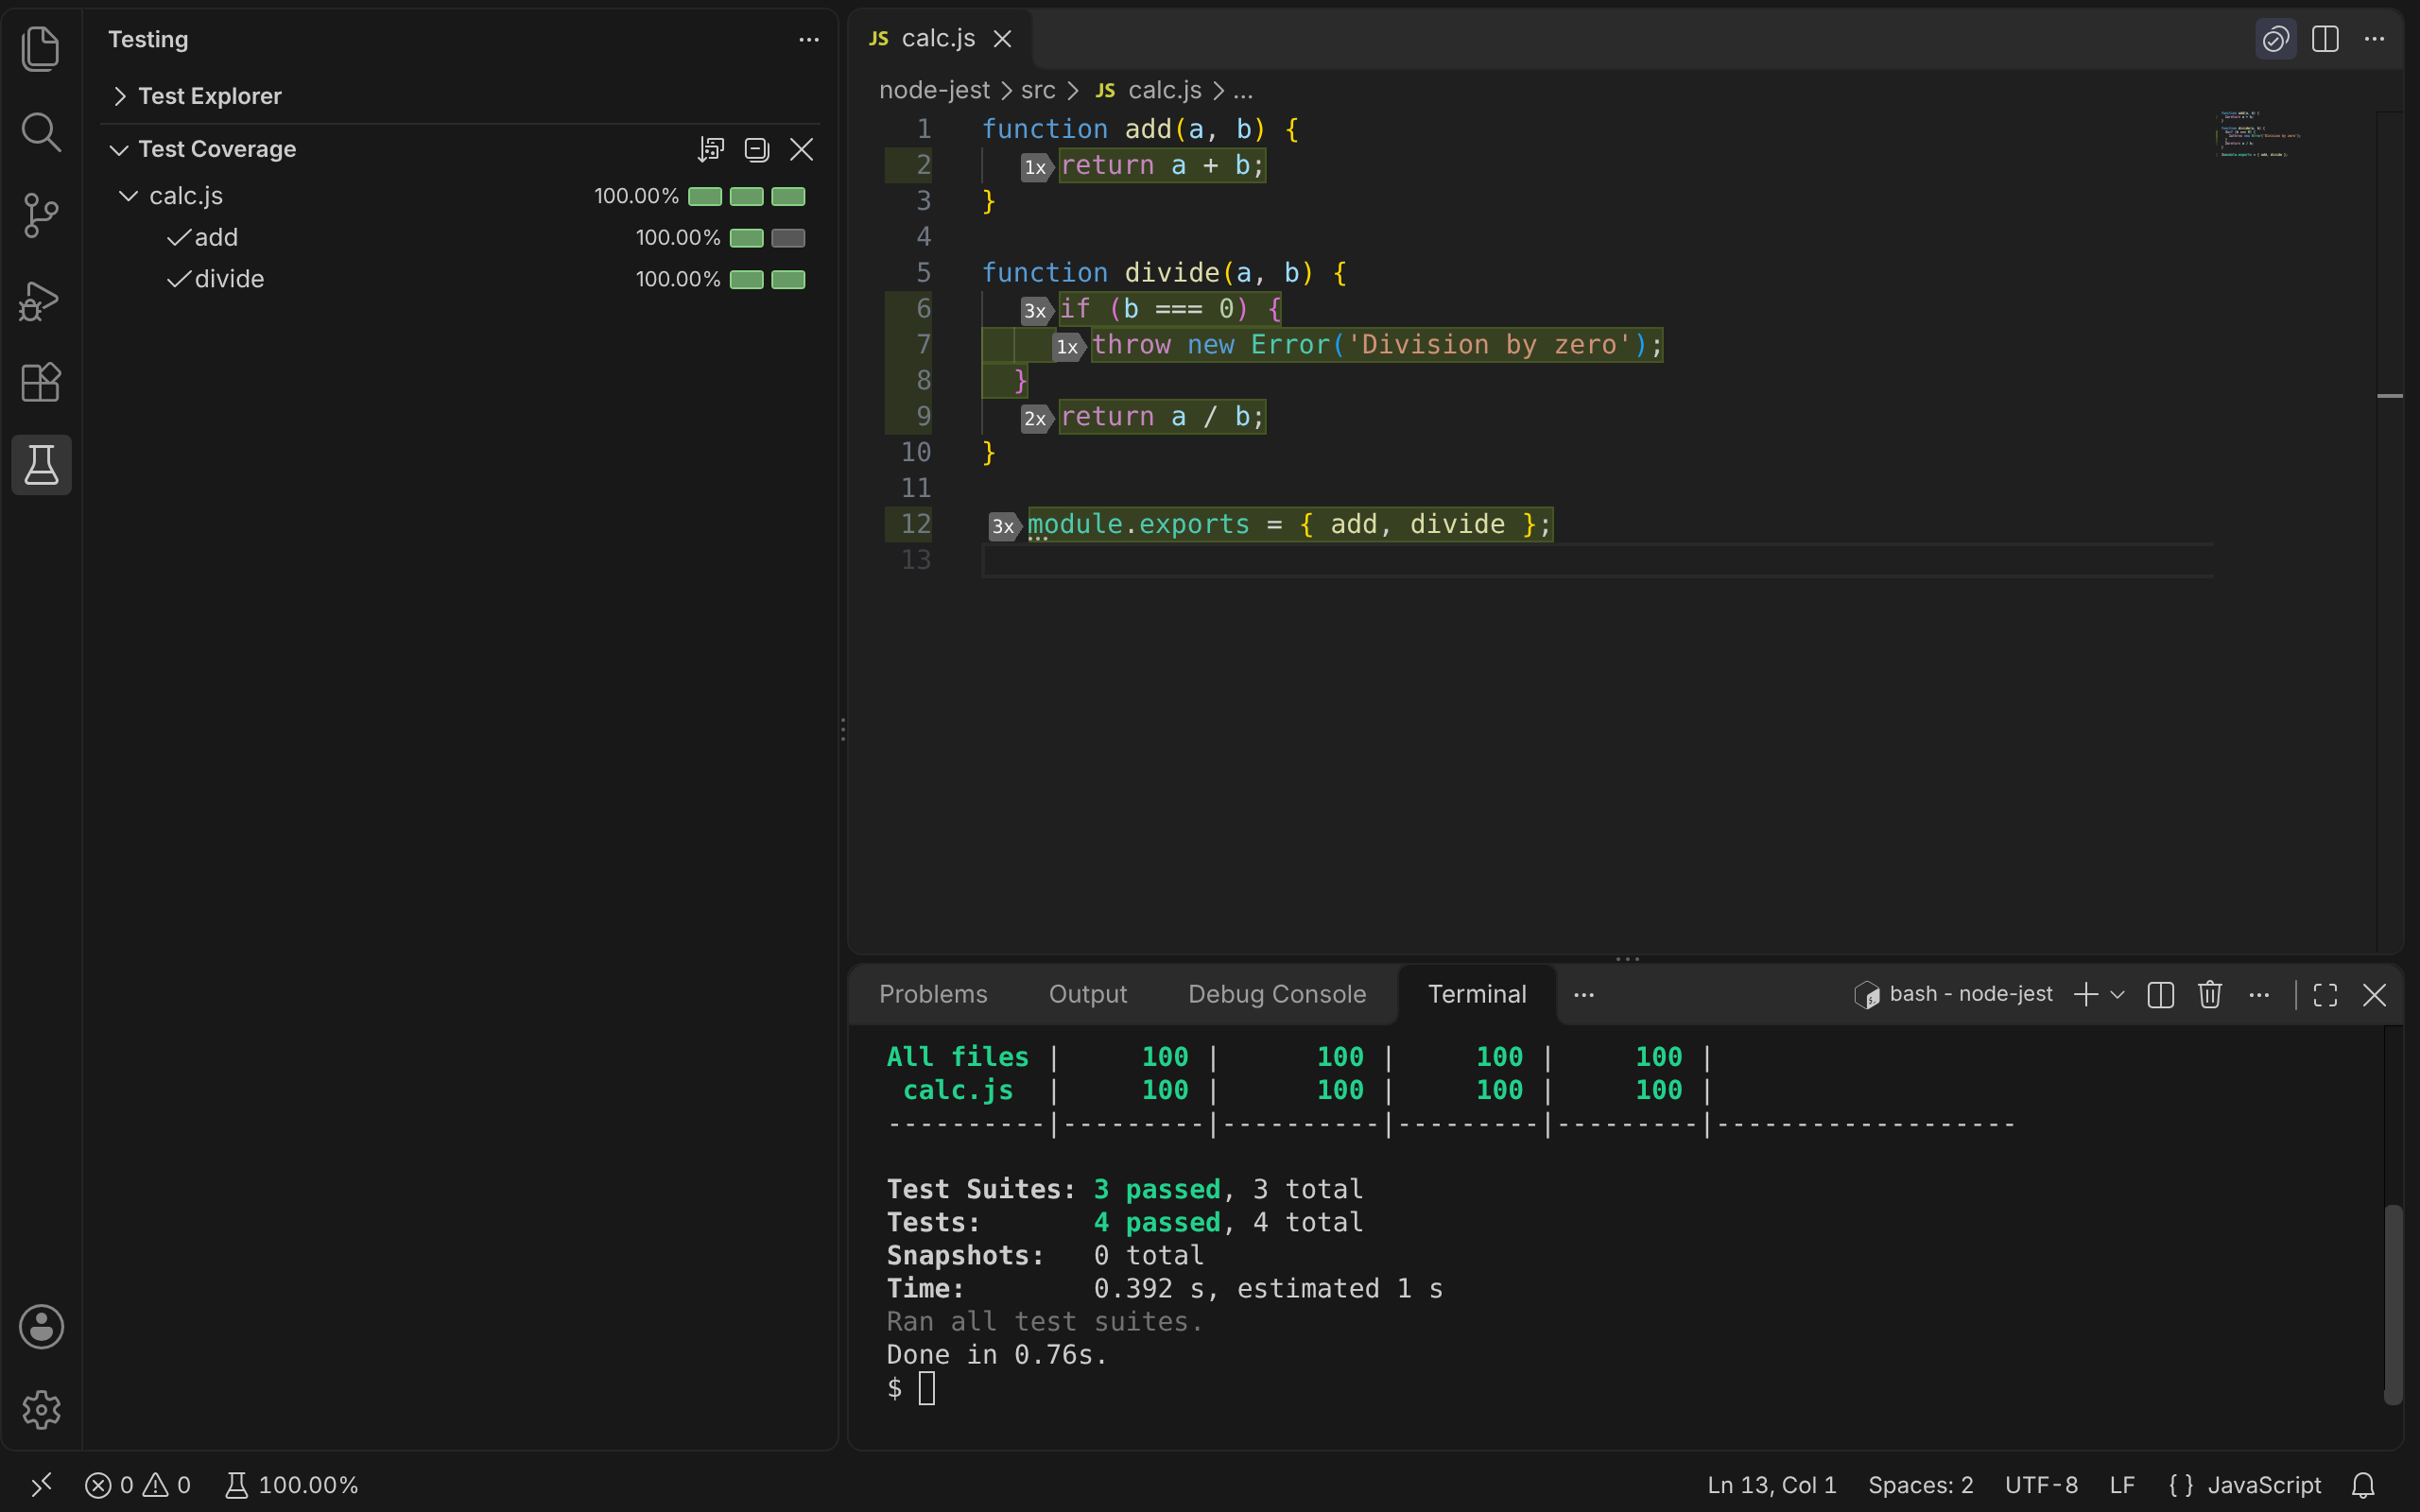 Testing
Test Explorer
Test Coverage
calc.js 100.00%
add 100.00%
divide 100.00%
JS calc.js
node-jest > src > JS calc.js > ...
1 function add(a, b) {
2 1x return a + b;
3 }
4
5 function divide(a, b) {
6 3x if (b === 0) {
7 1x throw new Error('Division by zero');
8 }
9 2x return a / b;
10 }
11
12 3x module.exports = { add, divide };
13
Problems Output Debug Console Terminal bash - node-jest
All files | 100 | 100 | 100 | 100 |
calc.js | 100 | 100 | 100 | 100 |
----------|---------|----------|---------|---------|-------------------
Test Suites: 3 passed, 3 total
Tests: 4 passed, 4 total
Snapshots: 0 total
Time: 0.392 s, estimated 1 s
Ran all test suites.
Done in 0.76s.
$
0 0 100.00% Ln 13, Col 1 Spaces: 2 UTF-8 LF { } JavaScript